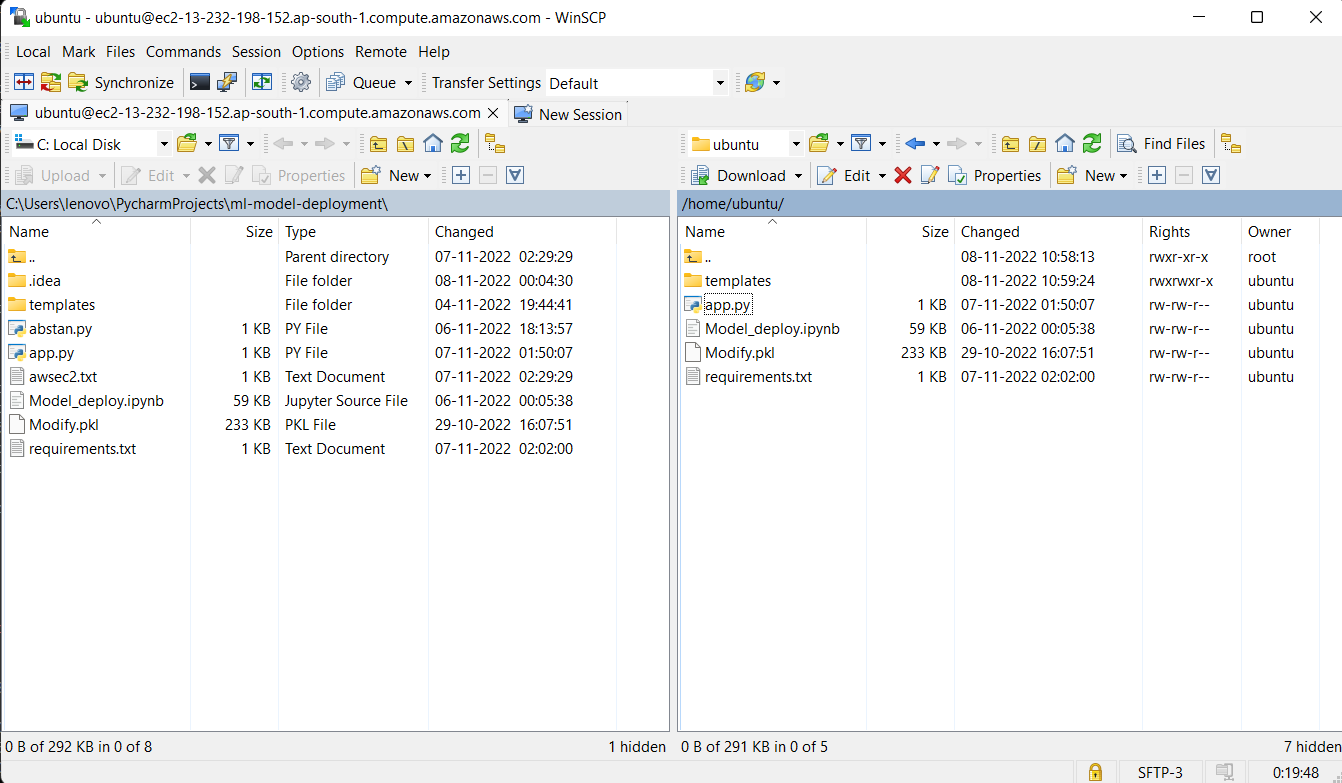 ubuntu - ubuntu@ec2-13-232-198-152.ap-south-1.compute.amazonaws.com - WinSCP
Local Mark Files Commands Session Options Remote Help
Synchronize Queue Transfer Settings Default
ubuntu@ec2-13-232-198-152.ap-south-1.compute.amazonaws.com New Session
C: Local Disk ubuntu Find Files
Upload Edit Properties New Download Edit Properties New
C:\Users\lenovo\PycharmProjects\ml-model-deployment\ /home/ubuntu/
Name Size Type Changed Name Size Changed Rights Owner
.. Parent directory 07-11-2022 02:29:29 .. 08-11-2022 10:58:13 rwxr-xr-x root
.idea File folder 08-11-2022 00:04:30 templates 08-11-2022 10:59:24 rwxrwxr-x ubuntu
templates File folder 04-11-2022 19:44:41 app.py 1 KB 07-11-2022 01:50:07 rw-rw-r-- ubuntu
abstan.py 1 KB PY File 06-11-2022 18:13:57 Model_deploy.ipynb 59 KB 06-11-2022 00:05:38 rw-rw-r-- ubuntu
app.py 1 KB PY File 07-11-2022 01:50:07 Modify.pkl 233 KB 29-10-2022 16:07:51 rw-rw-r-- ubuntu
awsec2.txt 1 KB Text Document 07-11-2022 02:29:29 requirements.txt 1 KB 07-11-2022 02:02:00 rw-rw-r-- ubuntu
Model_deploy.ipynb 59 KB Jupyter Source File 06-11-2022 00:05:38
Modify.pkl 233 KB PKL File 29-10-2022 16:07:51
requirements.txt 1 KB Text Document 07-11-2022 02:02:00
0 B of 292 KB in 0 of 8 1 hidden 0 B of 291 KB in 0 of 5 7 hidden
SFTP-3 0:19:48